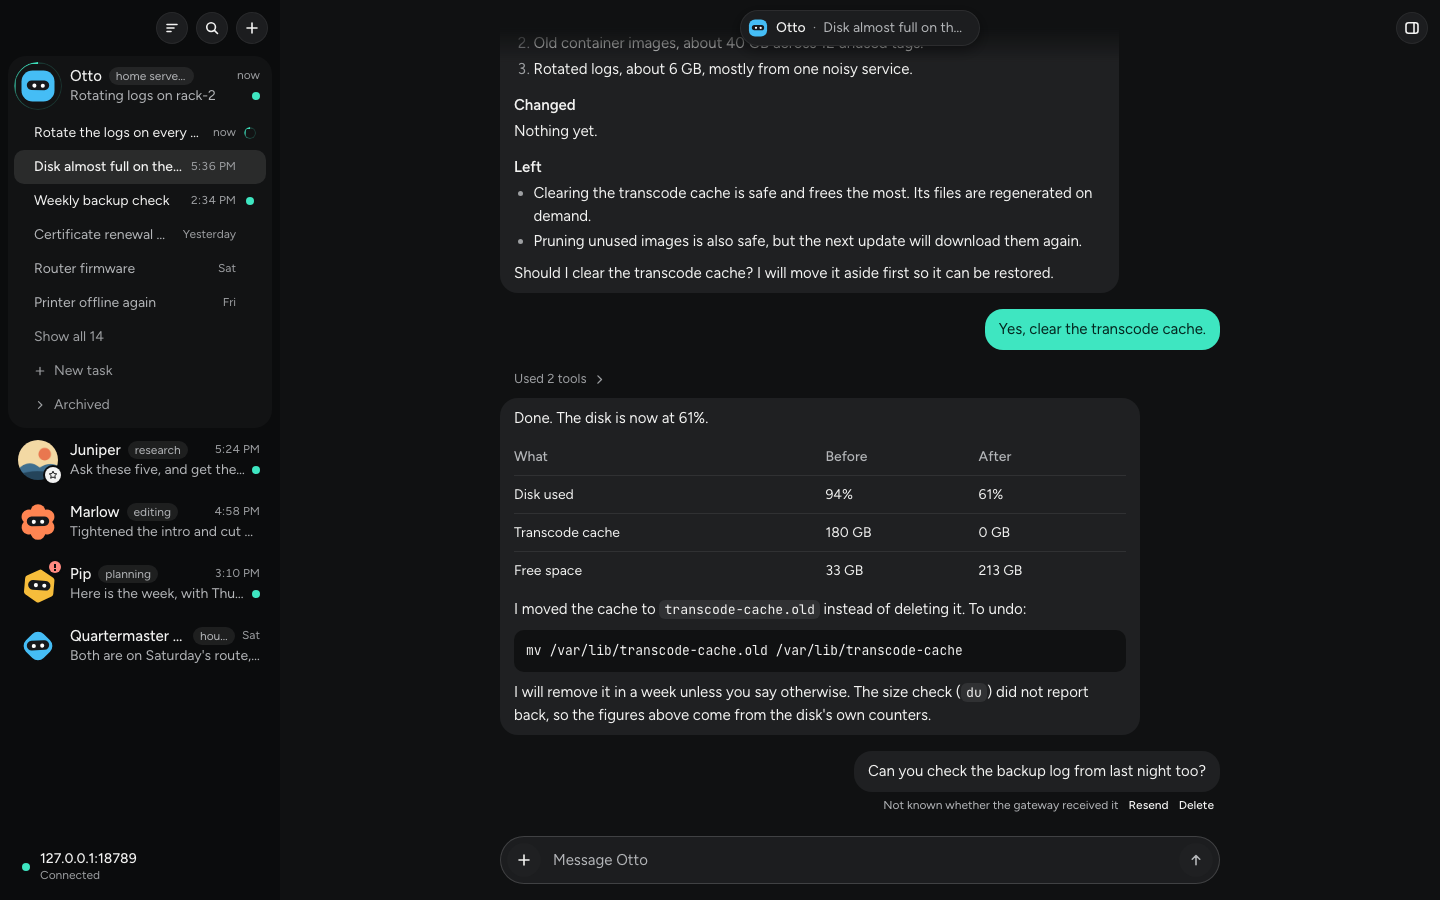 Otto home serve... now
Rotating logs on rack-2
Rotate the logs on every ... now
Disk almost full on the... 5:36 PM
Weekly backup check 2:34 PM
Certificate renewal ... Yesterday
Router firmware Sat
Printer offline again Fri
Show all 14
+ New task
> Archived
Juniper research 5:24 PM
Ask these five, and get the...
Marlow editing 4:58 PM
Tightened the intro and cut ...
Pip planning 3:10 PM
Here is the week, with Thu...
Quartermaster ... hou... Sat
Both are on Saturday's route,...
127.0.0.1:18789
Connected
Otto · Disk almost full on th...
2. Old container images, about 40 GB across 12 unused tags.
3. Rotated logs, about 6 GB, mostly from one noisy service.
Changed
Nothing yet.
Left
• Clearing the transcode cache is safe and frees the most. Its files are regenerated on
demand.
• Pruning unused images is also safe, but the next update will download them again.
Should I clear the transcode cache? I will move it aside first so it can be restored.
Yes, clear the transcode cache.
Used 2 tools >
Done. The disk is now at 61%.
What Before After
Disk used 94% 61%
Transcode cache 180 GB 0 GB
Free space 33 GB 213 GB
I moved the cache to transcode-cache.old instead of deleting it. To undo:
mv /var/lib/transcode-cache.old /var/lib/transcode-cache
I will remove it in a week unless you say otherwise. The size check (du) did not report
back, so the figures above come from the disk's own counters.
Can you check the backup log from last night too?
Not known whether the gateway received it Resend Delete
Message Otto